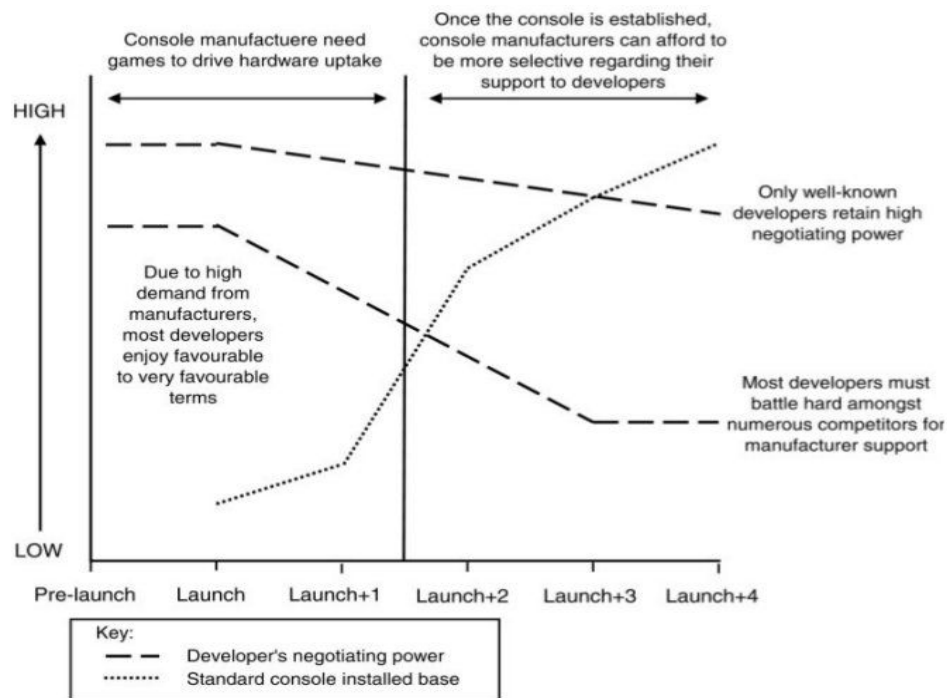 Console manufactuere need
games to drive hardware uptake
Once the console is established,
console manufacturers can afford to
be more selective regarding their
support to developers
HIGH
Only well-known
developers retain high
negotiating power
Due to high
demand from
manufacturers,
most developers
enjoy favourable
to very favourable
terms
Most developers must
battle hard amongst
numerous competitors for
manufacturer support
LOW
Pre-launch
Launch
Launch+1
Launch+2
Launch+3
Launch+4
Key:
Developer's negotiating power
Standard console installed base